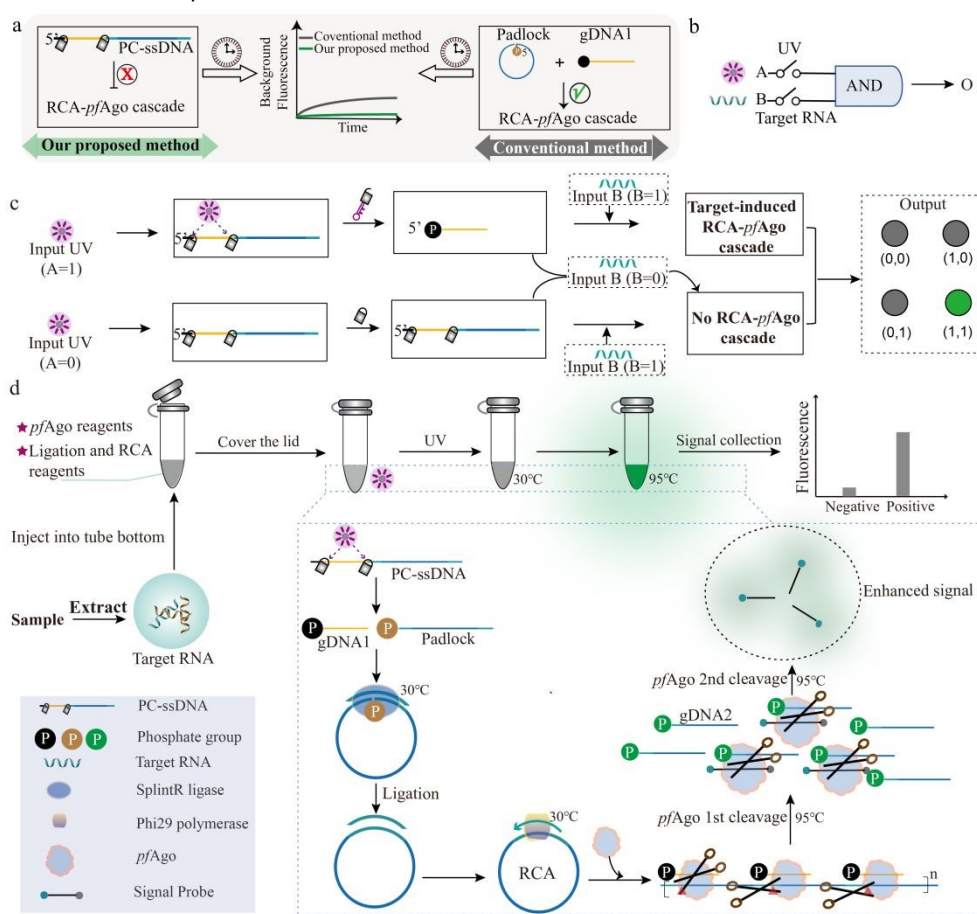 a
5'
PC-ssDNA
X
RCA-pfAgo cascade
Our proposed method
Background
Fluorescence
Coventional method
Our proposed method
Time
Padlock
gDNA1
P
5
+
RCA-pfAgo cascade
Conventional method
b
UV
A
AND
O
B
Target RNA
c
Input UV
(A=1)
5'
5'
P
Input B (B=1)
Target-induced
RCA-pfAgo
cascade
Input B (B=0)
Input UV
(A=0)
5'
5'
Input B (B=1)
No RCA-pfAgo
cascade
Output
(0,0)
(1,0)
(0,1)
(1,1)
d
pfAgo reagents
Ligation and RCA
reagents
Cover the lid
UV
30℃
95℃
Signal collection
Fluorescence
Negative
Positive
Inject into tube bottom
Sample
Extract
Target RNA
PC-ssDNA
P
P
gDNA1
Padlock
30℃
P
Ligation
30℃
RCA
P
P
P
n
pfAgo 1st cleavage
95℃
P
gDNA2
P
P
P
P
P
pfAgo 2nd cleavage
95℃
Enhanced signal
PC-ssDNA
P P P
Phosphate group
Target RNA
SplintR ligase
Phi29 polymerase
pfAgo
Signal Probe